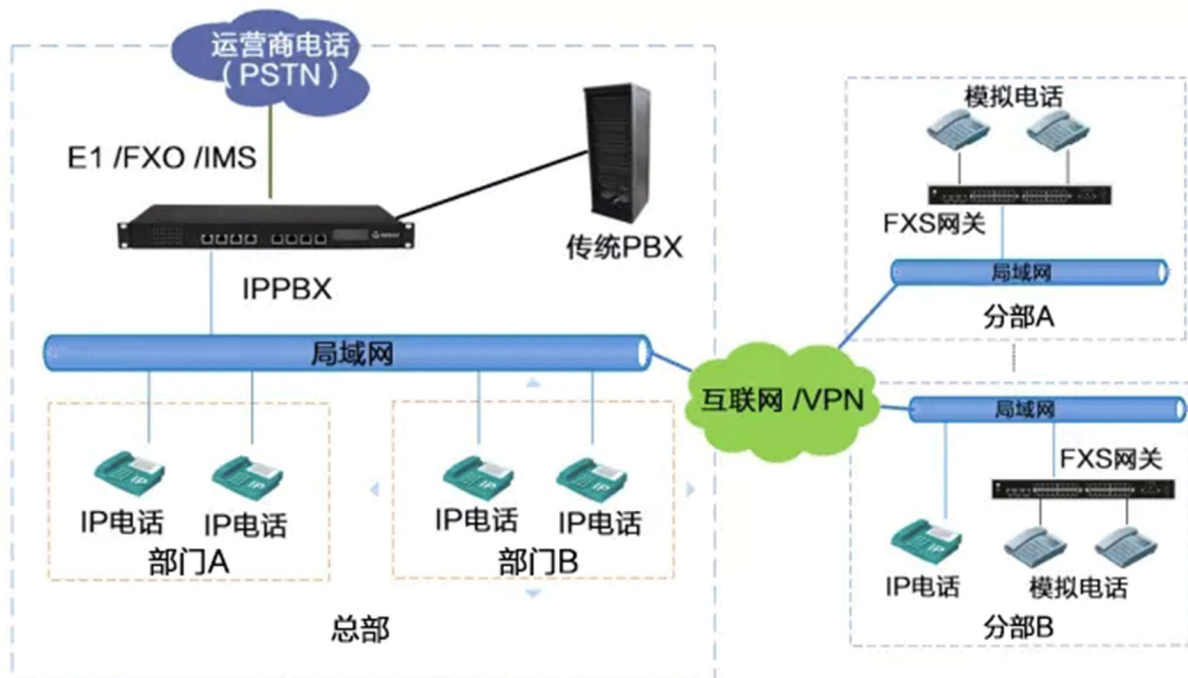 运营商电话
（PSTN）
E1 /FXO /IMS
传统PBX
IPPBX
局域网
IP电话
IP电话
部门A
IP电话
IP电话
部门B
总部
互联网 /VPN
模拟电话
FXS网关
局域网
分部A
局域网
FXS网关
IP电话
模拟电话
分部B